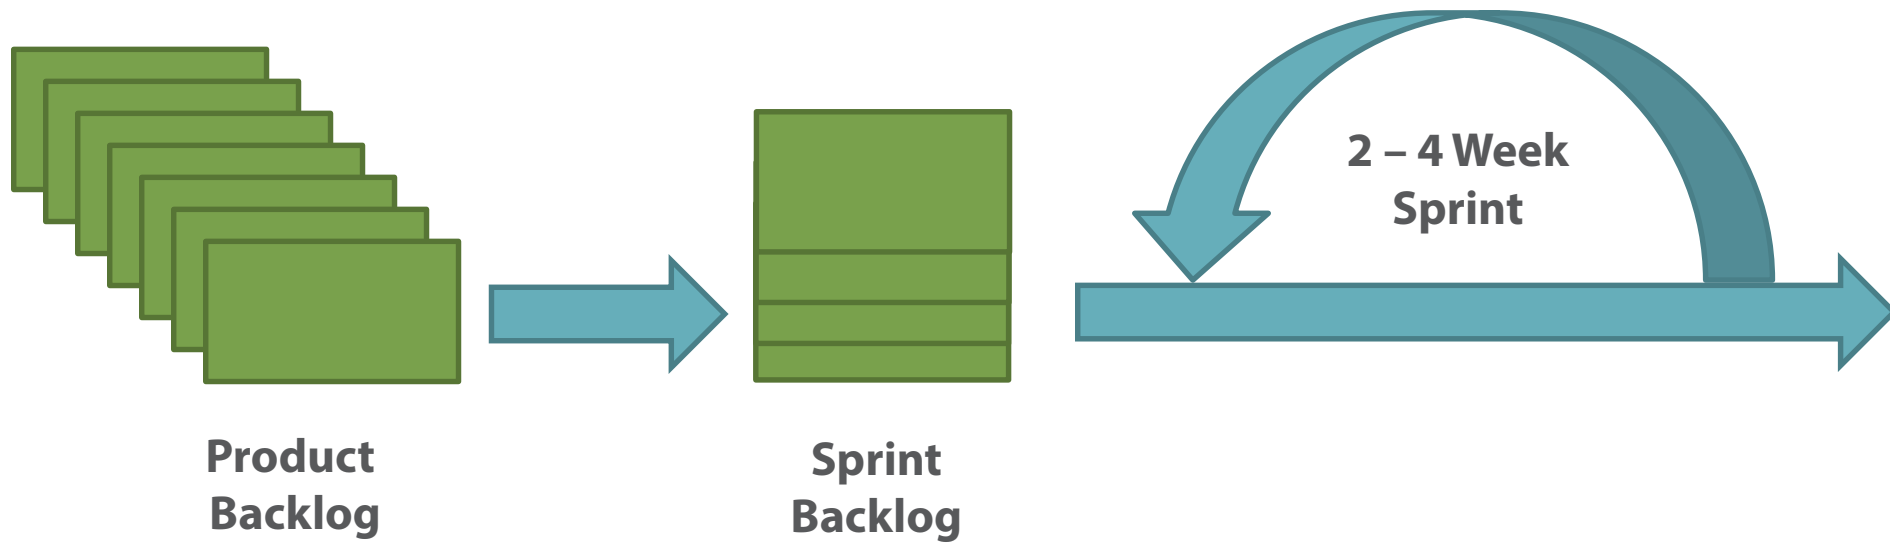 2 – 4 Week
Sprint
Product
Backlog
Sprint
Backlog